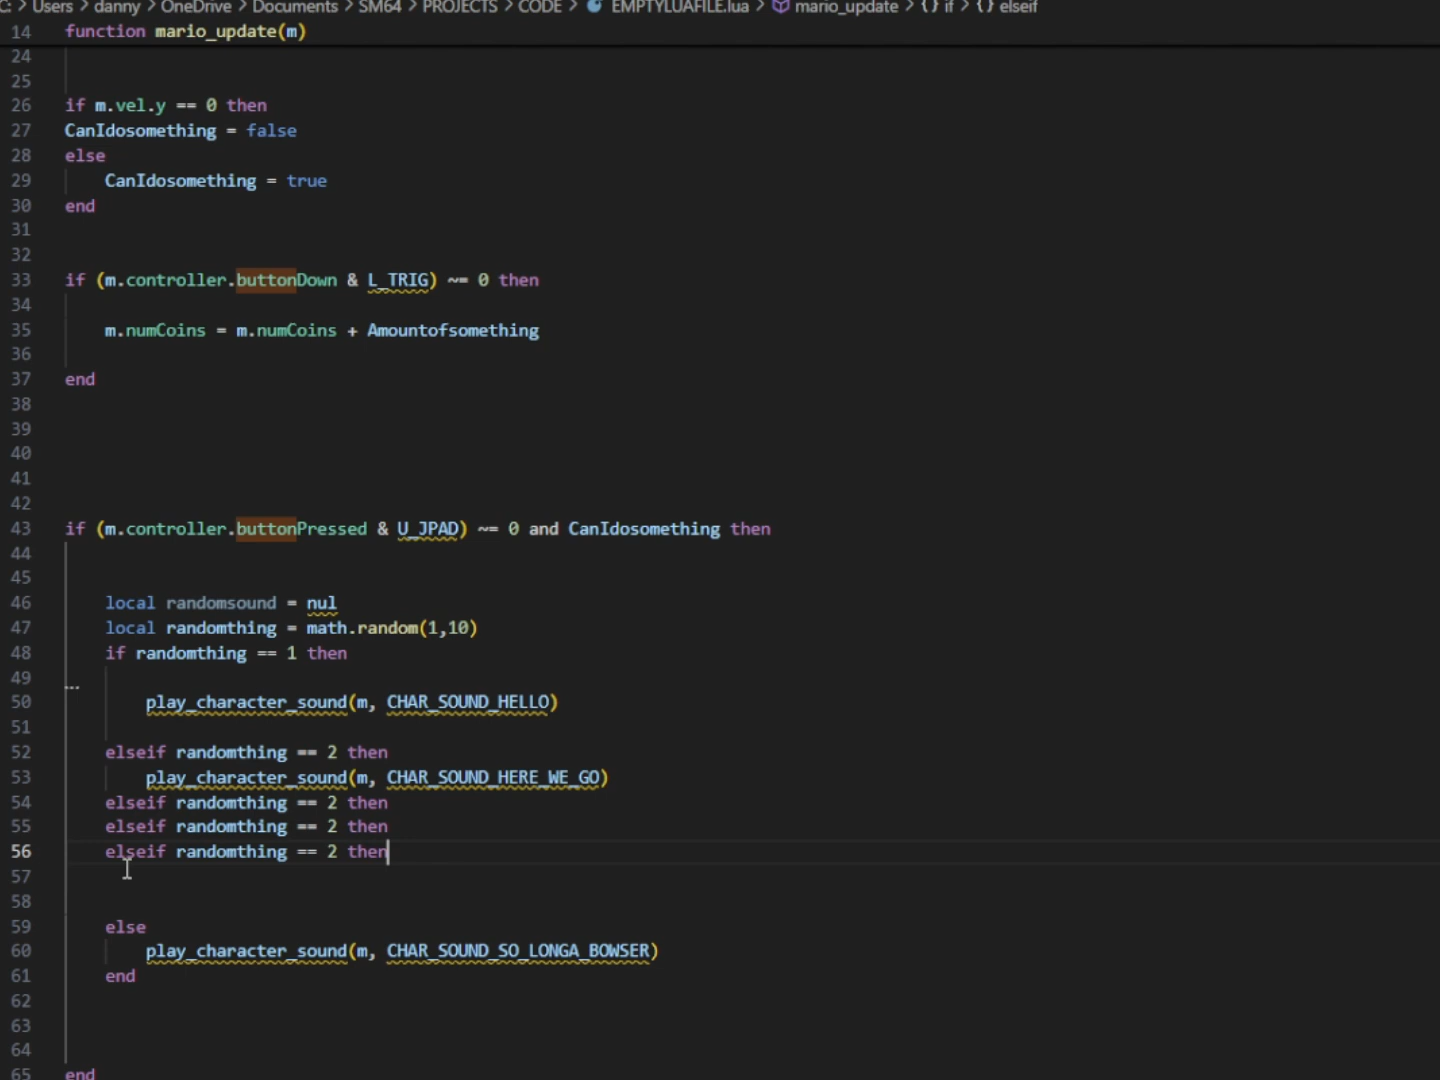 C: > Users > danny > OneDrive > Documents > SM64 > PROJECTS > CODE > EMPTYLUAFILE.lua > mario_update > {} if > {} elseif
14 function mario_update(m)
24
25
26 if m.vel.y == 0 then
27 CanIdosomething = false
28 else
29 CanIdosomething = true
30 end
31
32
33 if (m.controller.buttonDown & L_TRIG) ~= 0 then
34
35 m.numCoins = m.numCoins + Amountofsomething
36
37 end
38
39
40
41
42
43 if (m.controller.buttonPressed & U_JPAD) ~= 0 and CanIdosomething then
44
45
46 local randomsound = nul
47 local randomthing = math.random(1,10)
48 if randomthing == 1 then
49
50 play_character_sound(m, CHAR_SOUND_HELLO)
51
52 elseif randomthing == 2 then
53 play_character_sound(m, CHAR_SOUND_HERE_WE_GO)
54 elseif randomthing == 2 then
55 elseif randomthing == 2 then
56 elseif randomthing == 2 then
57
58
59 else
60 play_character_sound(m, CHAR_SOUND_SO_LONGA_BOWSER)
61 end
62
63
64
65 end